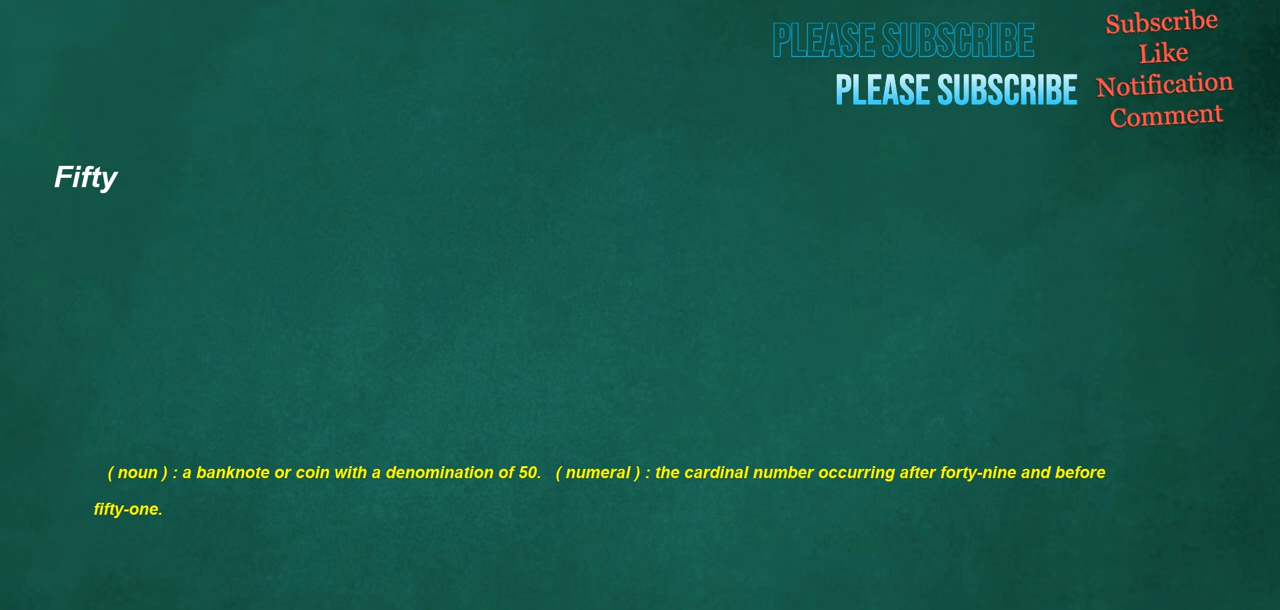 PLEASE SUBSCRIBE
PLEASE SUBSCRIBE
Subscribe
Like
Notification
Comment
Fifty
( noun ) : a banknote or coin with a denomination of 50.   ( numeral ) : the cardinal number occurring after forty-nine and before
fifty-one.